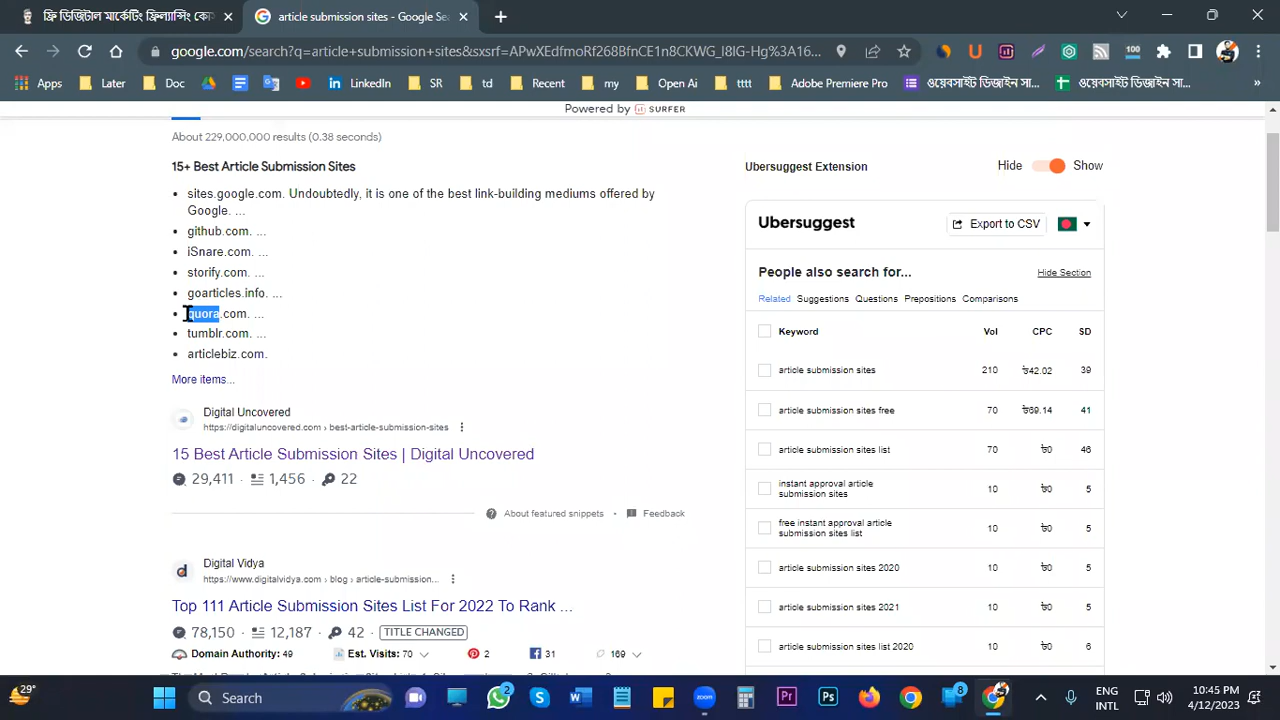 ফ্রি ডিজিটাল মার্কেটিং ফ্রিল্যান্সিং কো
article submission sites - Google Se
google.com/search?q=article+submission+sites&sxsrf=APwXEdfmoRf268BfnCE1n8CKWG_l8IG-Hg%3A16...
Apps Later Doc LinkedIn SR td Recent my Open Ai tttt Adobe Premiere Pro ওয়েবসাইট ডিজাইন সা... ওয়েবসাইট ডিজাইন সা... »
Powered by SURFER
About 229,000,000 results (0.38 seconds)
15+ Best Article Submission Sites
sites.google.com. Undoubtedly, it is one of the best link-building mediums offered by
Google. ...
github.com. ...
iSnare.com. ...
storify.com. ...
goarticles.info. ...
quora.com. ...
tumblr.com. ...
articlebiz.com.
More items...
Digital Uncovered
https://digitaluncovered.com › best-article-submission-sites
15 Best Article Submission Sites | Digital Uncovered
29,411 · 1,456 · 22
About featured snippets • Feedback
Digital Vidya
https://www.digitalvidya.com › blog › article-submission...
Top 111 Article Submission Sites List For 2022 To Rank ...
78,150 · 12,187 · 42 · TITLE CHANGED
Domain Authority: 49 Est. Visits: 70 2 31 169
Ubersuggest Extension Hide Show
Ubersuggest Export to CSV
People also search for... Hide Section
Related Suggestions Questions Prepositions Comparisons
Keyword Vol CPC SD
article submission sites 210 ৳42.02 39
article submission sites free 70 ৳69.14 41
article submission sites list 70 ৳0 46
instant approval article
submission sites 10 ৳0 5
free instant approval article
submission sites list 10 ৳0 5
article submission sites 2020 10 ৳0 5
article submission sites 2021 10 ৳0 5
article submission sites list 2020 10 ৳0 6
29° Search 2 8 ENG
INTL
10:45 PM
4/12/2023